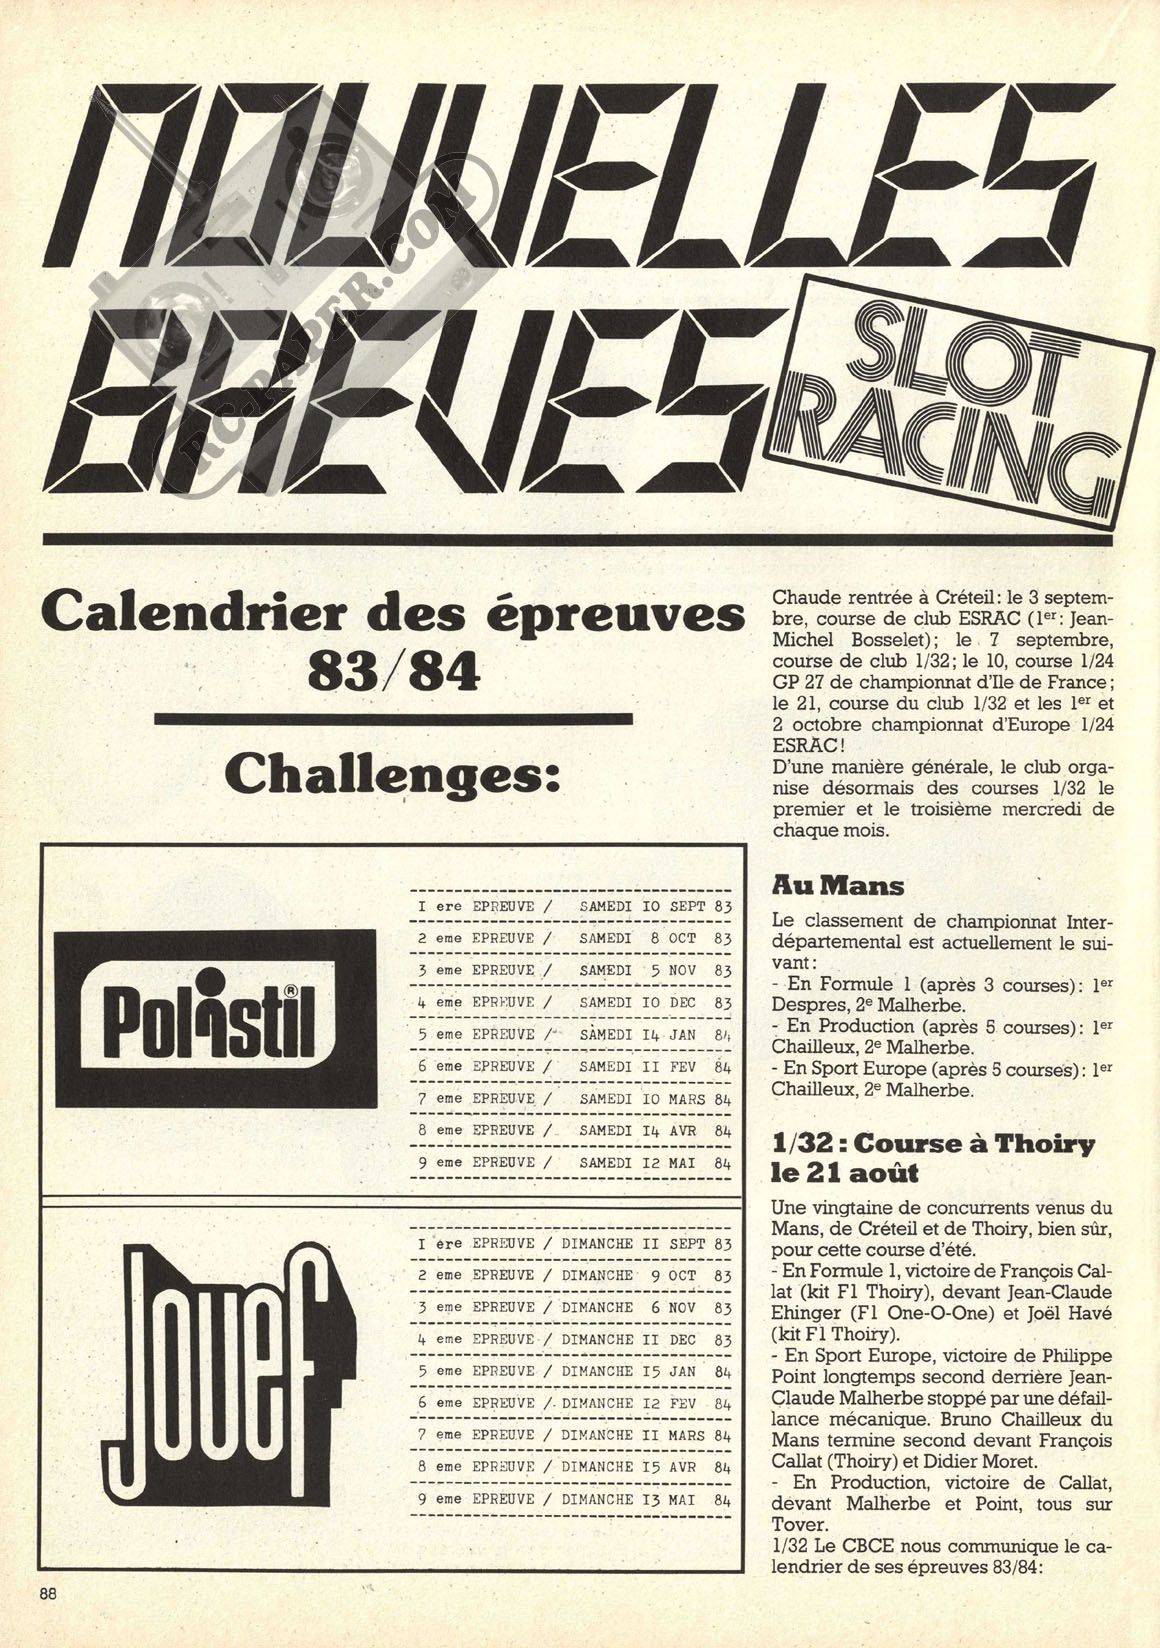 NOUVELLES
BREVES
SLOT
RACING
RC-PAPER.COM
Calendrier des épreuves
83/84
Challenges:
Polistil®
I ere EPREUVE / SAMEDI IO SEPT 83
2 eme EPREUVE / SAMEDI 8 OCT 83
3 eme EPREUVE / SAMEDI 5 NOV 83
4 eme EPREUVE / SAMEDI IO DEC 83
5 eme EPREUVE / SAMEDI I4 JAN 84
6 eme EPREUVE / SAMEDI II FEV 84
7 eme EPREUVE / SAMEDI IO MARS 84
8 eme EPREUVE / SAMEDI I4 AVR 84
9 eme EPREUVE / SAMEDI I2 MAI 84
Jouef
I ere EPREUVE / DIMANCHE II SEPT 83
2 eme EPREUVE / DIMANCHE 9 OCT 83
3 eme EPREUVE / DIMANCHE 6 NOV 83
4 eme EPREUVE / DIMANCHE II DEC 83
5 eme EPREUVE / DIMANCHE I5 JAN 84
6 eme EPREUVE / DIMANCHE I2 FEV 84
7 eme EPREUVE / DIMANCHE II MARS 84
8 eme EPREUVE / DIMANCHE I5 AVR 84
9 eme EPREUVE / DIMANCHE I3 MAI 84
Chaude rentrée à Créteil: le 3 septem-
bre, course de club ESRAC (1er: Jean-
Michel Bosselet); le 7 septembre,
course de club 1/32; le 10, course 1/24
GP 27 de championnat d'Ile de France;
le 21, course du club 1/32 et les 1er et
2 octobre championnat d'Europe 1/24
ESRAC!
D'une manière générale, le club orga-
nise désormais des courses 1/32 le
premier et le troisième mercredi de
chaque mois.
Au Mans
Le classement de championnat Inter-
départemental est actuellement le sui-
vant:
- En Formule 1 (après 3 courses): 1er
Despres, 2e Malherbe.
- En Production (après 5 courses): 1er
Chailleux, 2e Malherbe.
- En Sport Europe (après 5 courses): 1er
Chailleux, 2e Malherbe.
1/32: Course à Thoiry
le 21 août
Une vingtaine de concurrents venus du
Mans, de Créteil et de Thoiry, bien sûr,
pour cette course d'été.
- En Formule 1, victoire de François Cal-
lat (kit F1 Thoiry), devant Jean-Claude
Ehinger (F1 One-O-One) et Joël Havé
(kit F1 Thoiry).
- En Sport Europe, victoire de Philippe
Point longtemps second derrière Jean-
Claude Malherbe stoppé par une défail-
lance mécanique. Bruno Chailleux du
Mans termine second devant François
Callat (Thoiry) et Didier Moret.
- En Production, victoire de Callat,
devant Malherbe et Point, tous sur
Tover.
1/32 Le CBCE nous communique le ca-
lendrier de ses épreuves 83/84:
88